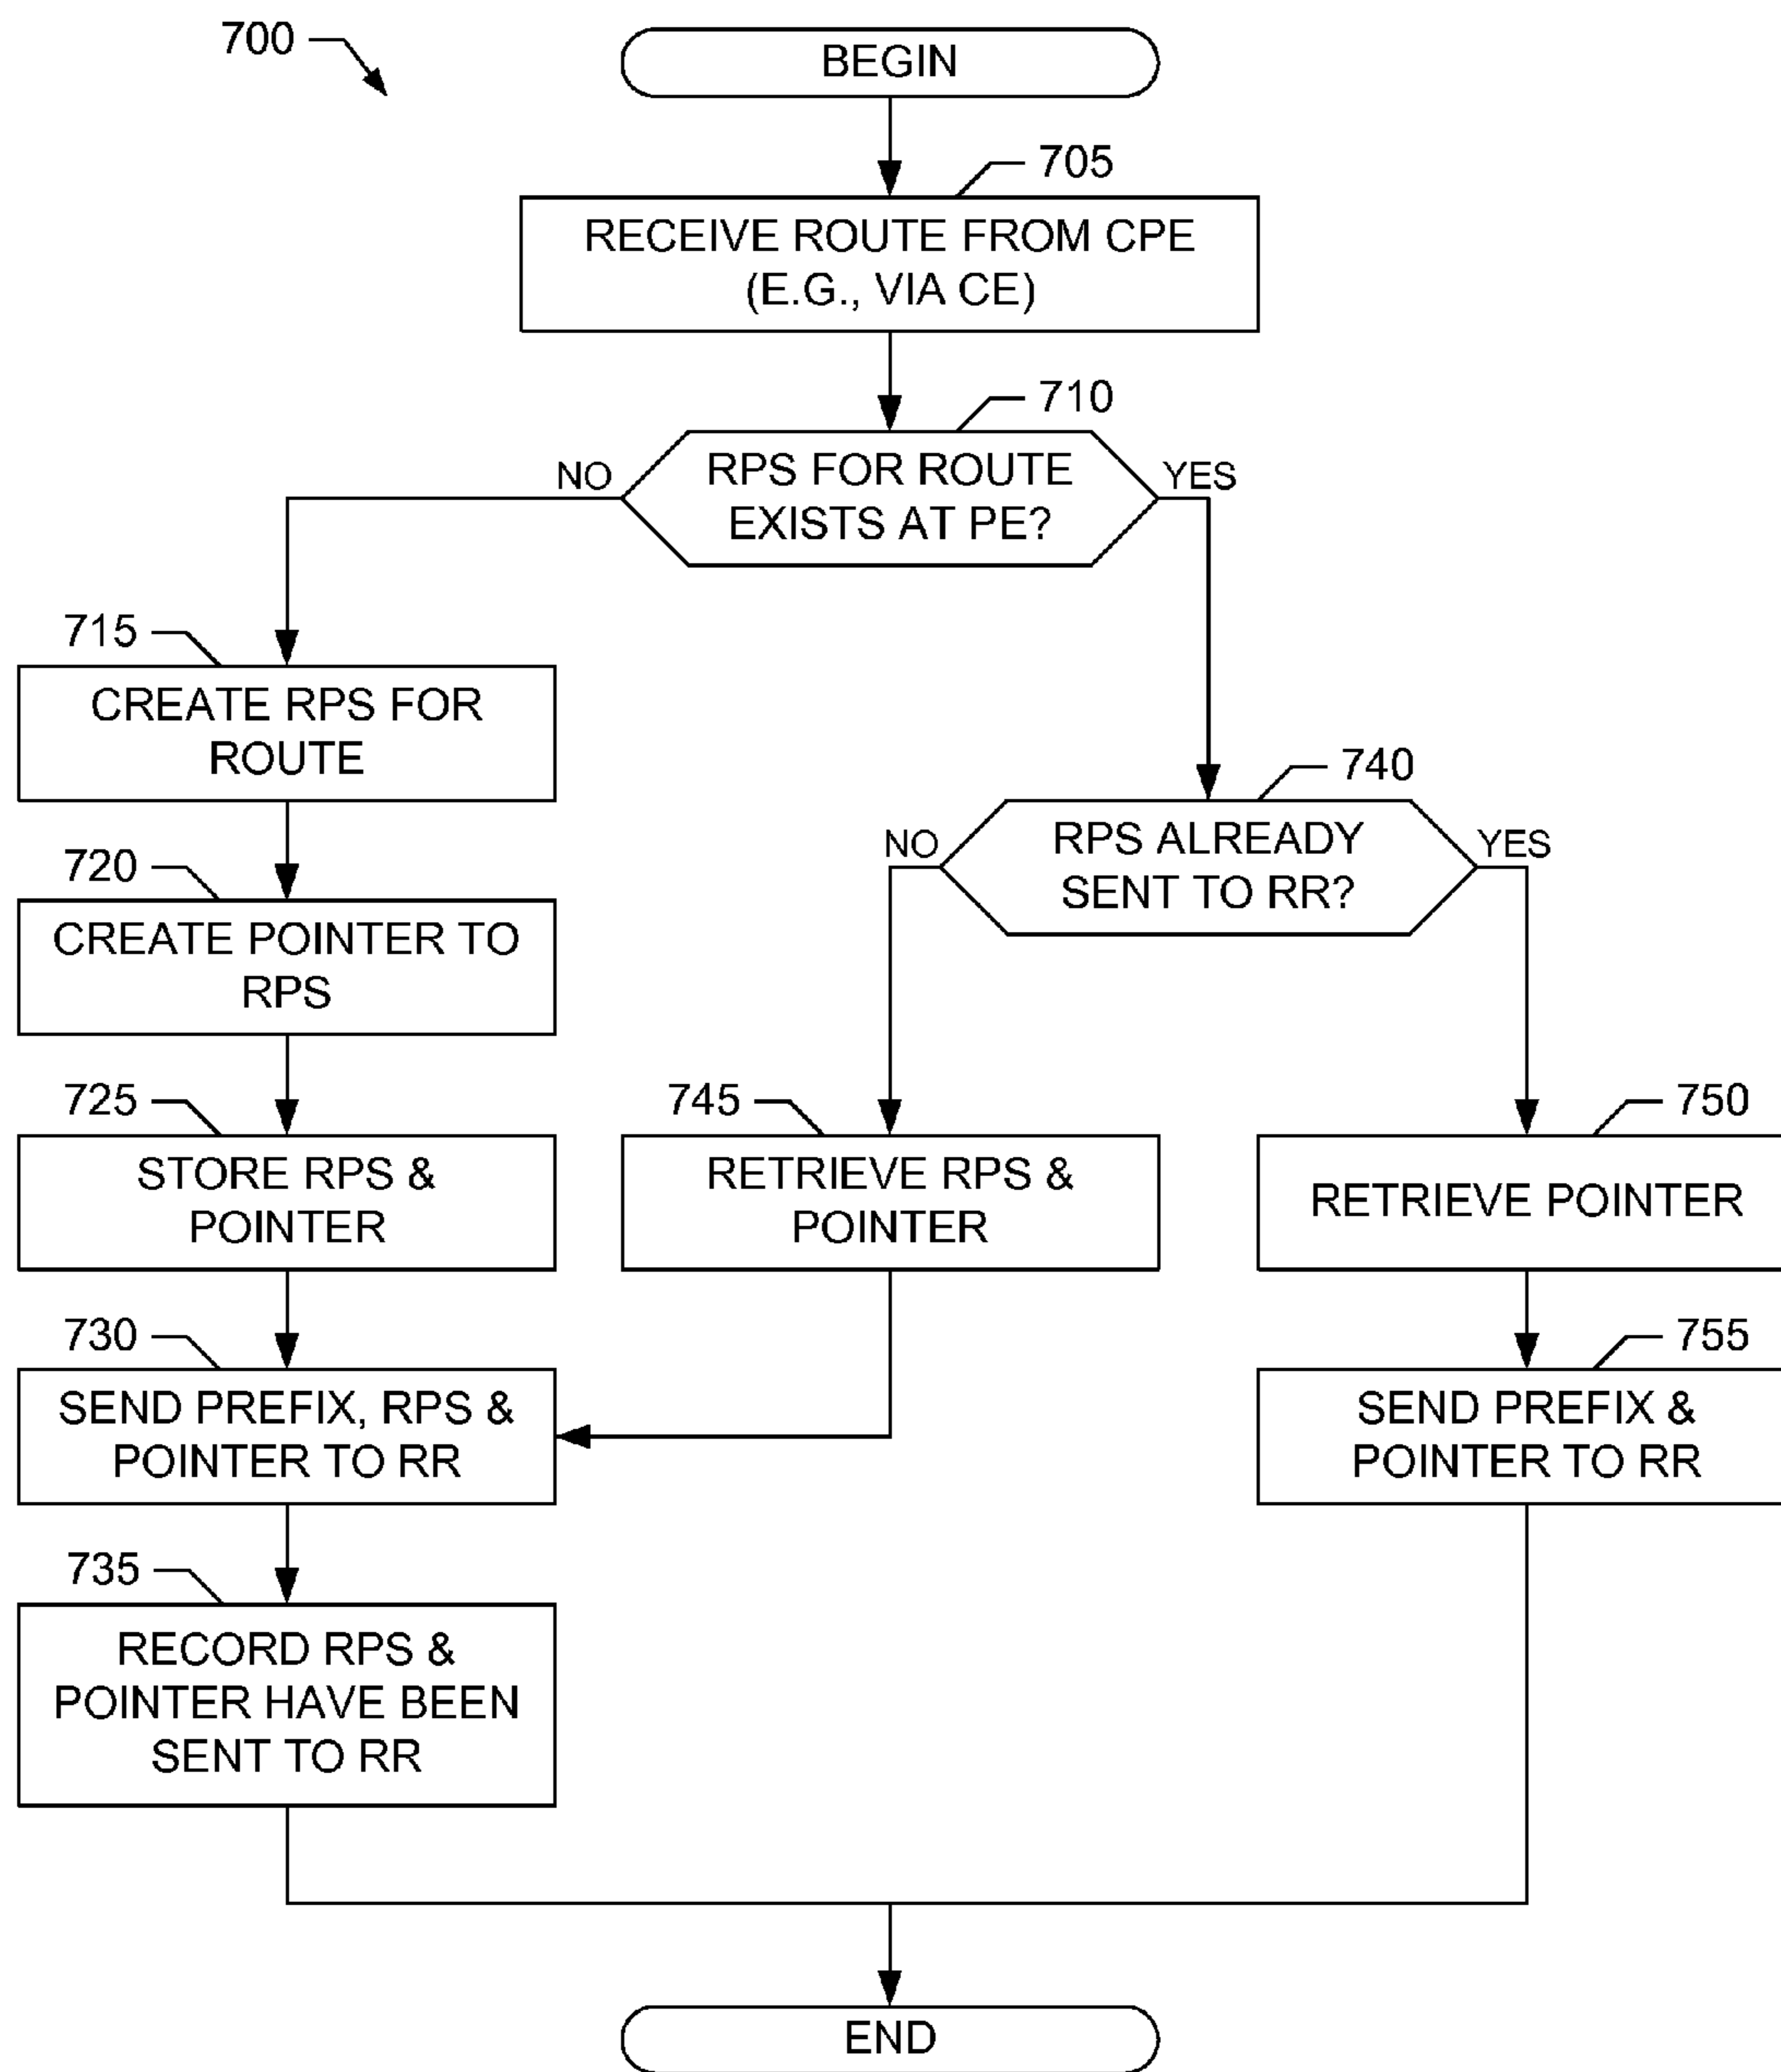 700
BEGIN
705
RECEIVE ROUTE FROM CPE
(E.G., VIA CE)
710
RPS FOR ROUTE
EXISTS AT PE?
NO
YES
715
CREATE RPS FOR
ROUTE
720
CREATE POINTER TO
RPS
725
STORE RPS &
POINTER
730
SEND PREFIX, RPS &
POINTER TO RR
735
RECORD RPS &
POINTER HAVE BEEN
SENT TO RR
740
RPS ALREADY
SENT TO RR?
NO
YES
745
RETRIEVE RPS &
POINTER
750
RETRIEVE POINTER
755
SEND PREFIX &
POINTER TO RR
END